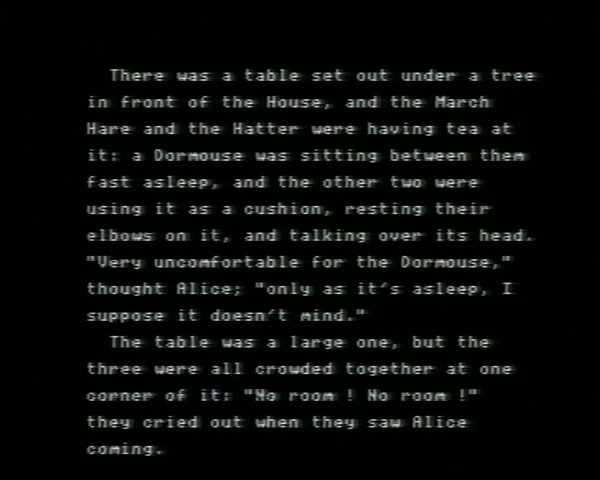 There was a table set out under a tree
in front of the House, and the March
Hare and the Hatter were having tea at
it: a Dormouse was sitting between them
fast asleep, and the other two were
using it as a cushion, resting their
elbows on it, and talking over its head.
"Very uncomfortable for the Dormouse,"
thought Alice; "only as it's asleep, I
suppose it doesn't mind."
The table was a large one, but the
three were all crowded together at one
corner of it: "No room ! No room !"
they cried out when they saw Alice
coming.